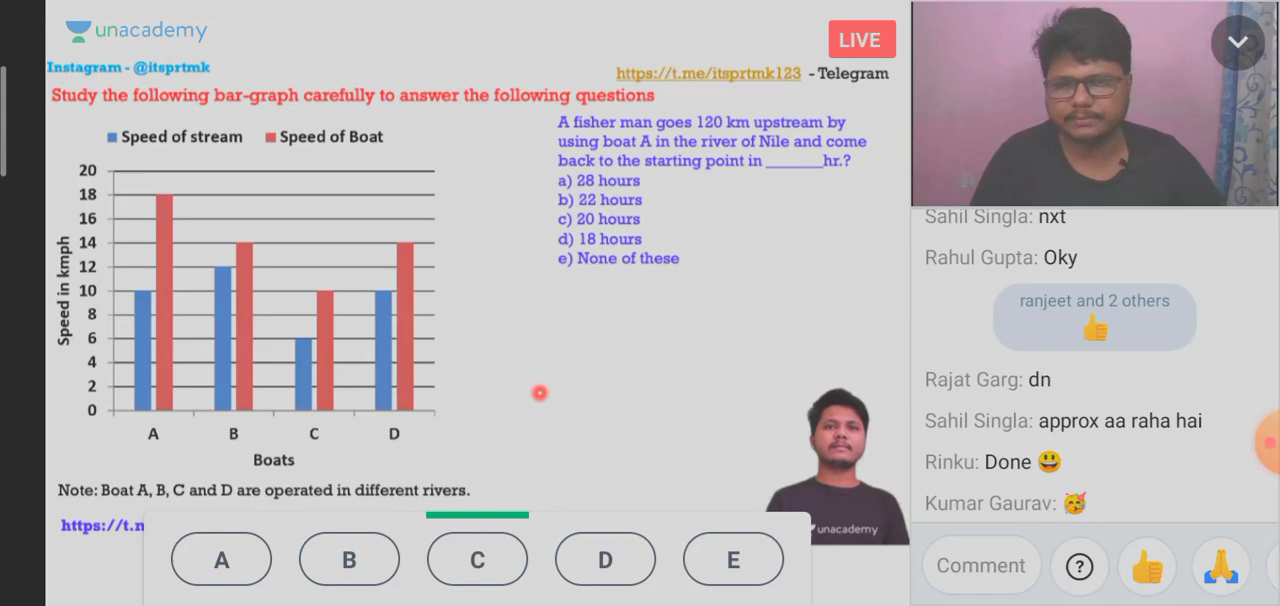 unacademy
LIVE
Instagram - @itsprtmk
https://t.me/itsprtmk123 - Telegram
Study the following bar-graph carefully to answer the following questions
Speed of stream Speed of Boat
20
18
16
14
12
10
8
6
4
2
0
Speed in kmph
A B C D
Boats
Note: Boat A, B, C and D are operated in different rivers.
A fisher man goes 120 km upstream by
using boat A in the river of Nile and come
back to the starting point in _______hr.?
a) 28 hours
b) 22 hours
c) 20 hours
d) 18 hours
e) None of these
unacademy
A B C D E
Sahil Singla: nxt
Rahul Gupta: Oky
ranjeet and 2 others
👍
Rajat Garg: dn
Sahil Singla: approx aa raha hai
Rinku: Done 😃
Kumar Gaurav: 🥳
Comment
?